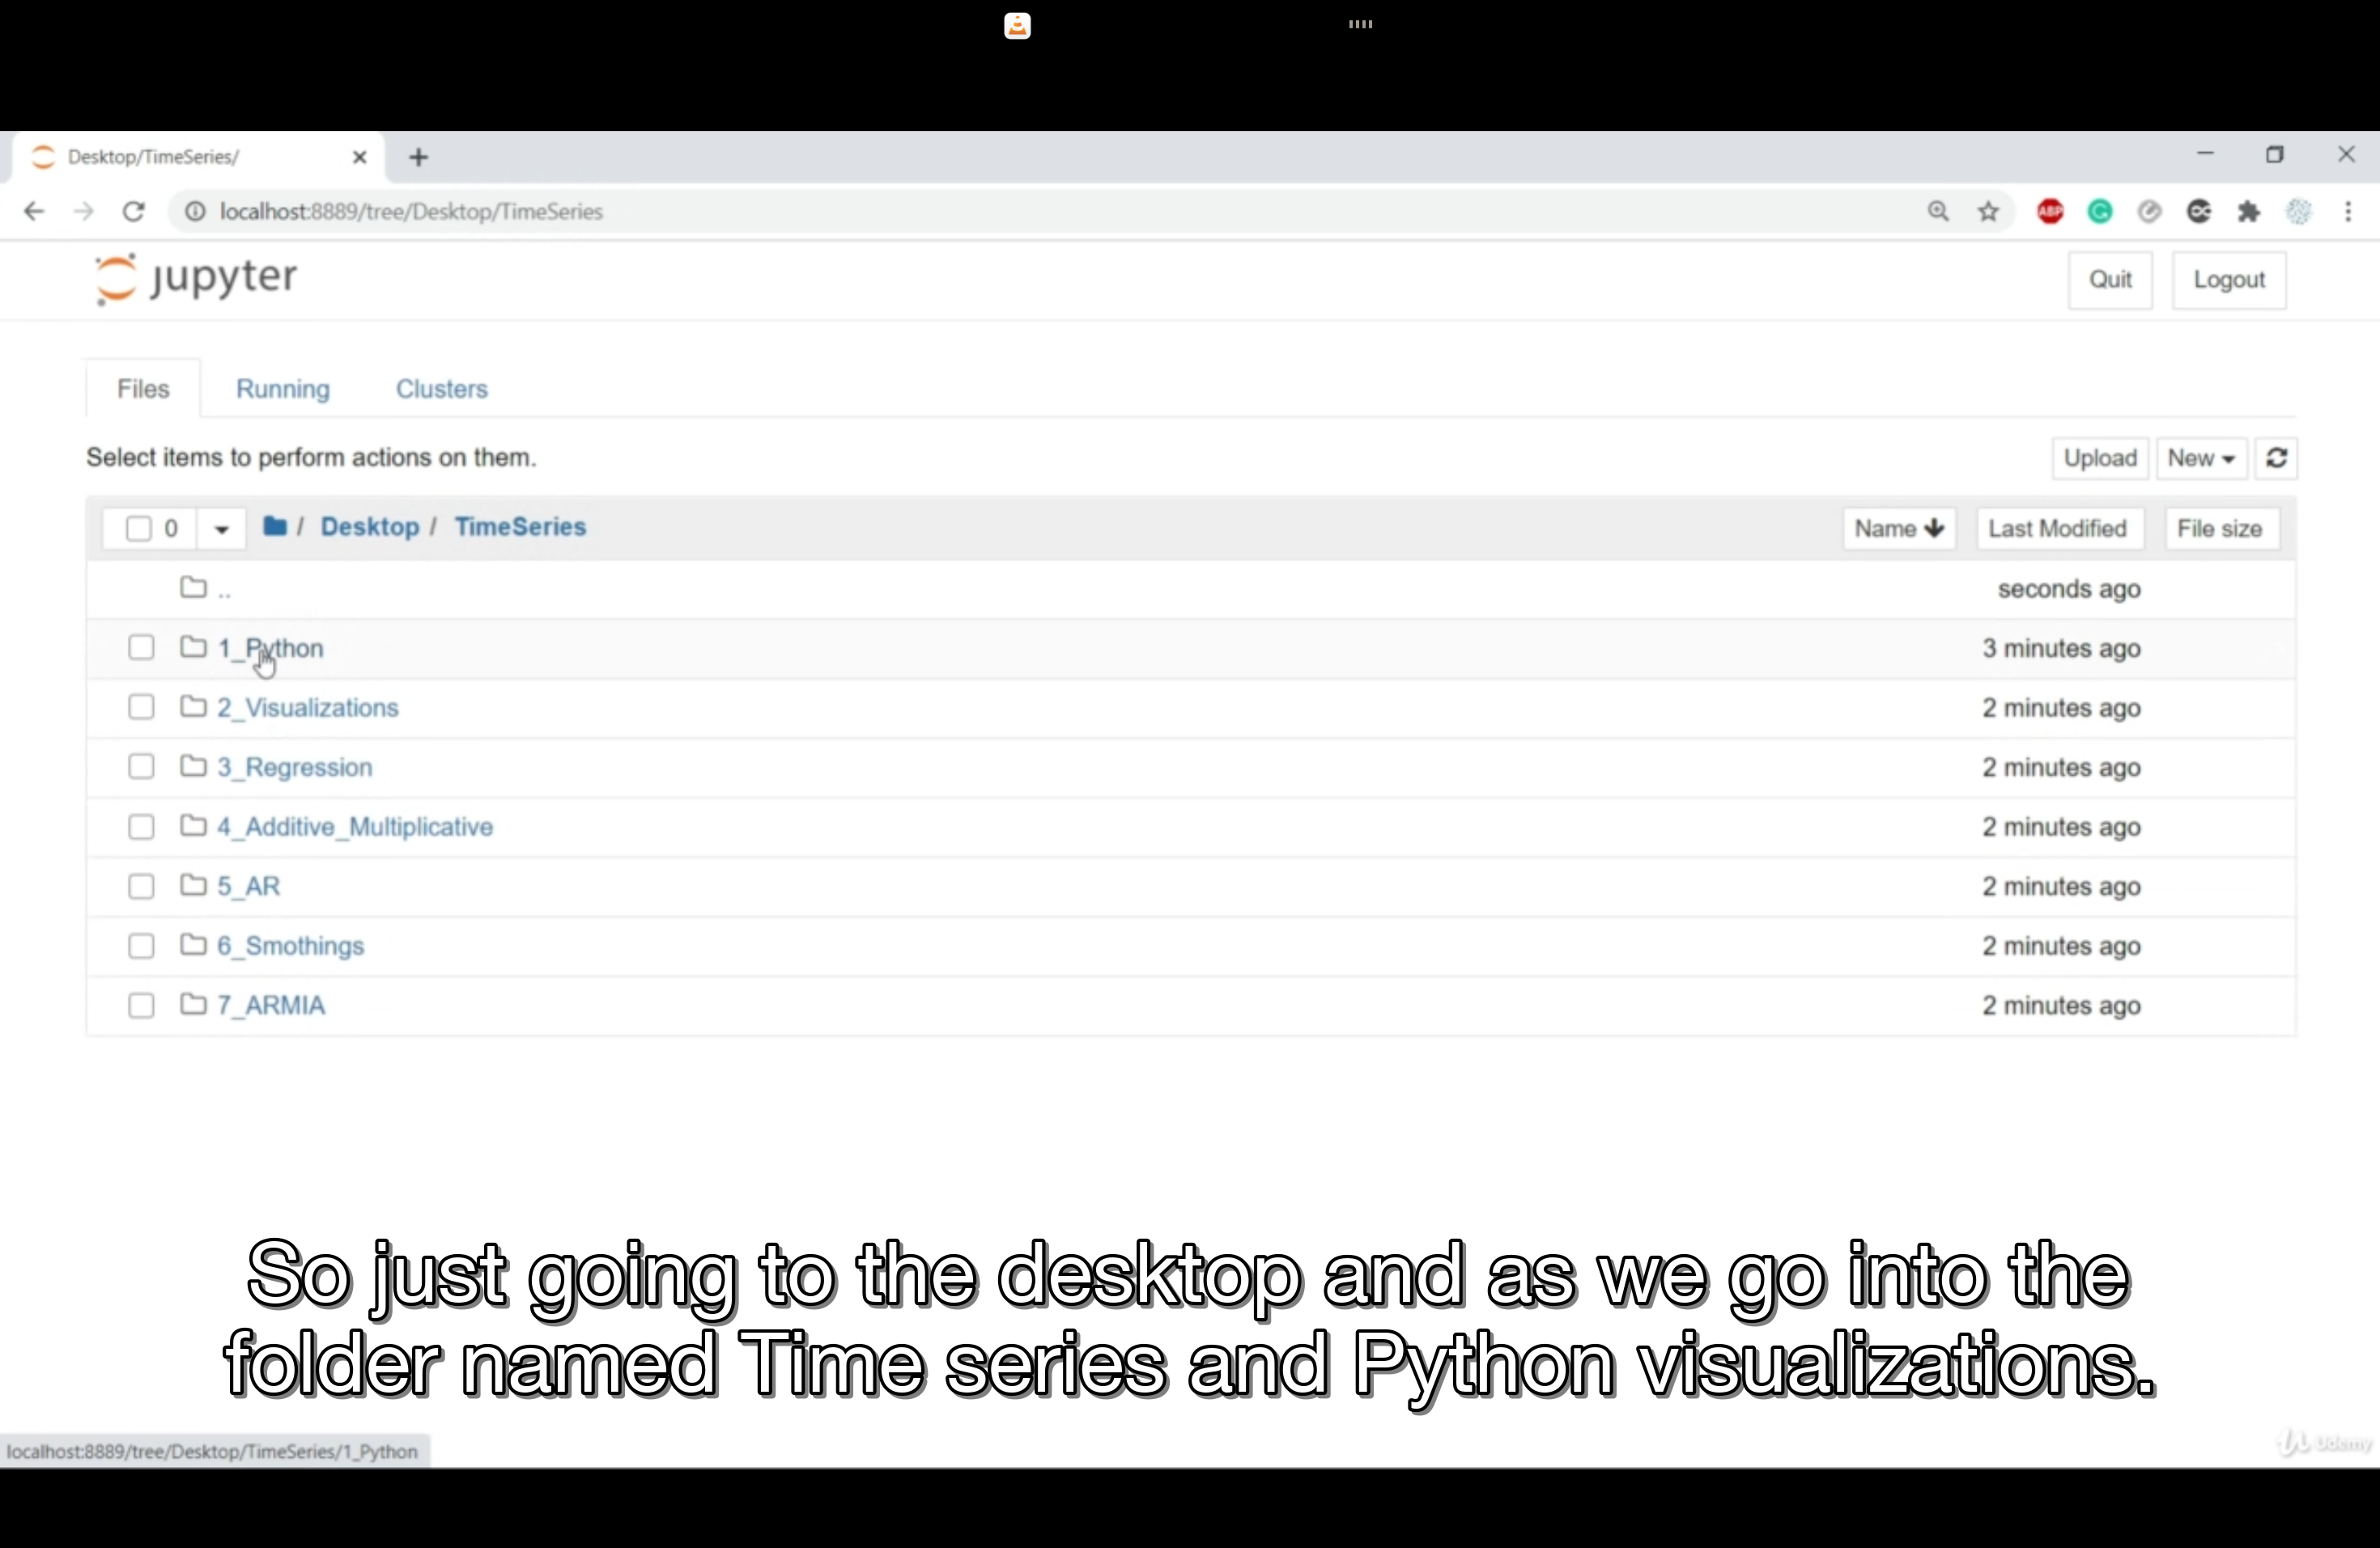 Desktop/TimeSeries/
localhost:8889/tree/Desktop/TimeSeries
ABP
jupyter
Quit
Logout
Files
Running
Clusters
Select items to perform actions on them.
Upload
New
0
/ Desktop / TimeSeries
Name
Last Modified
File size
..
seconds ago
1_Python
3 minutes ago
2_Visualizations
2 minutes ago
3_Regression
2 minutes ago
4_Additive_Multiplicative
2 minutes ago
5_AR
2 minutes ago
6_Smothings
2 minutes ago
7_ARMIA
2 minutes ago
So just going to the desktop and as we go into the
folder named Time series and Python visualizations.
localhost:8889/tree/Desktop/TimeSeries/1_Python
Udemy